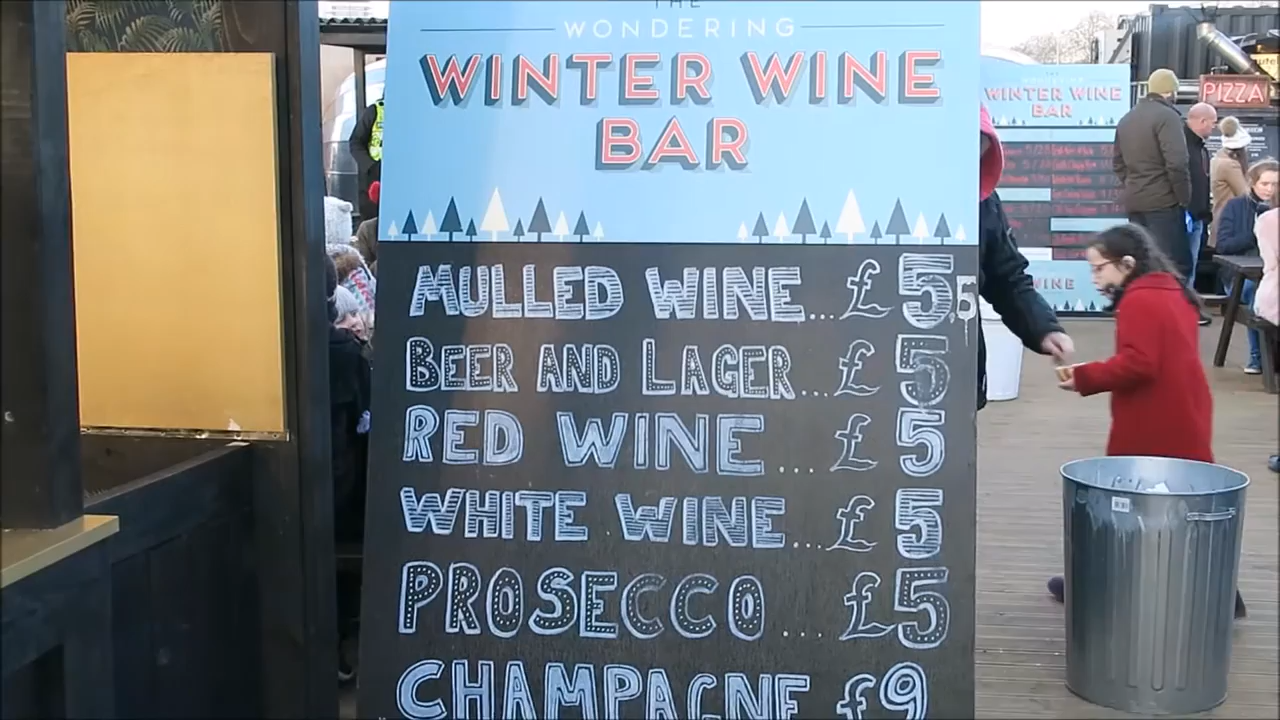 THE
WONDERING
WINTER WINE
BAR
MULLED WINE...£5.5
BEER AND LAGER...£5
RED WINE...£5
WHITE WINE...£5
PROSECCO...£5
CHAMPAGNE £9
WINTER WINE
BAR
WINE
PIZZA